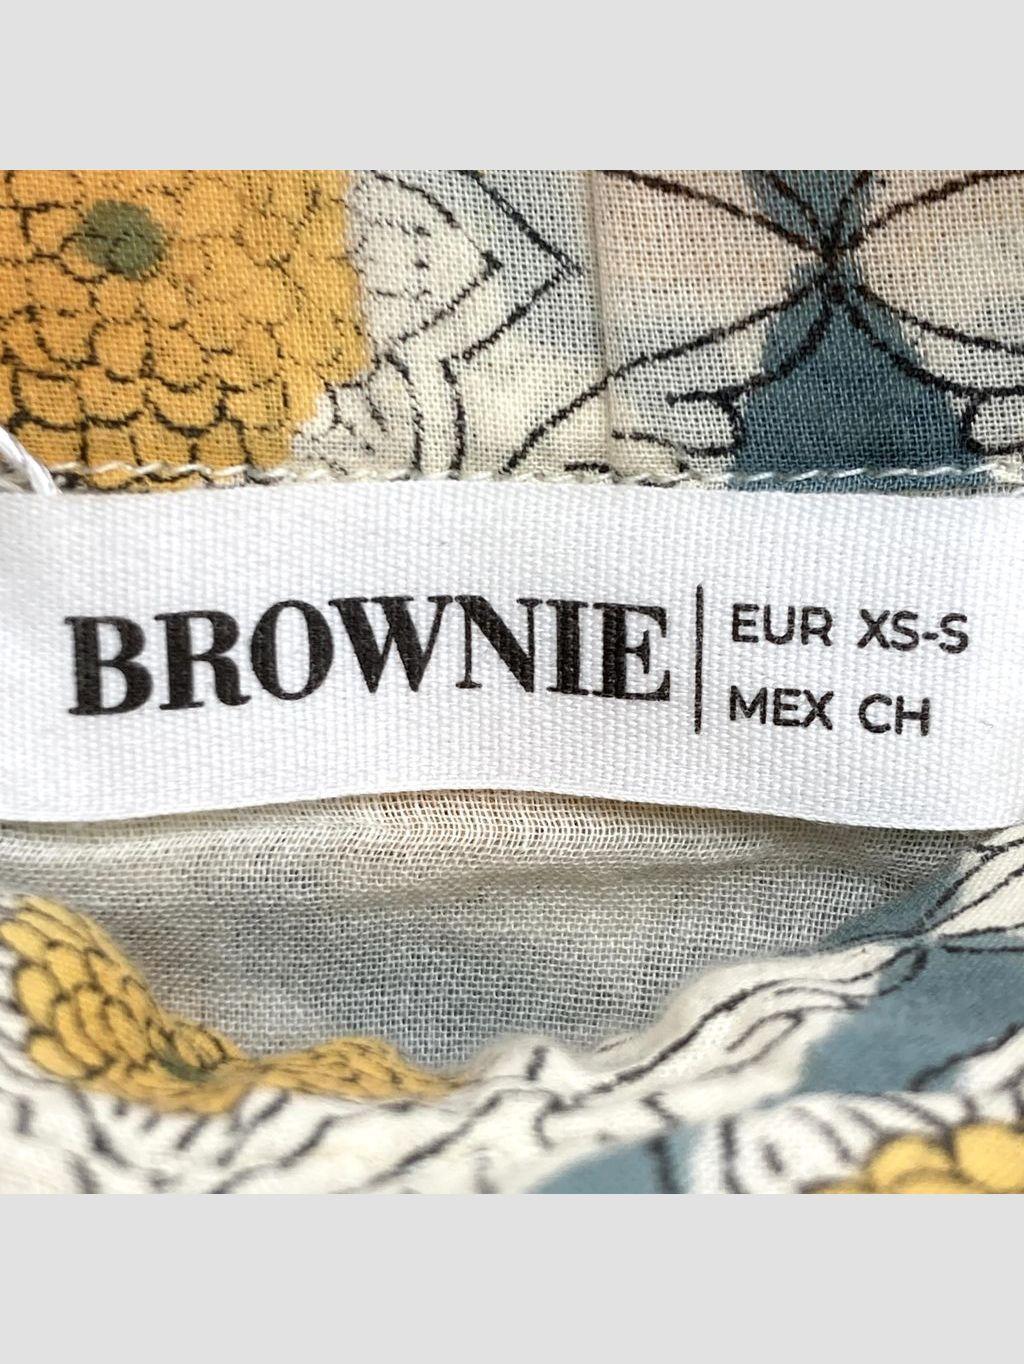 BROWNIE
EUR XS-S
MEX CH